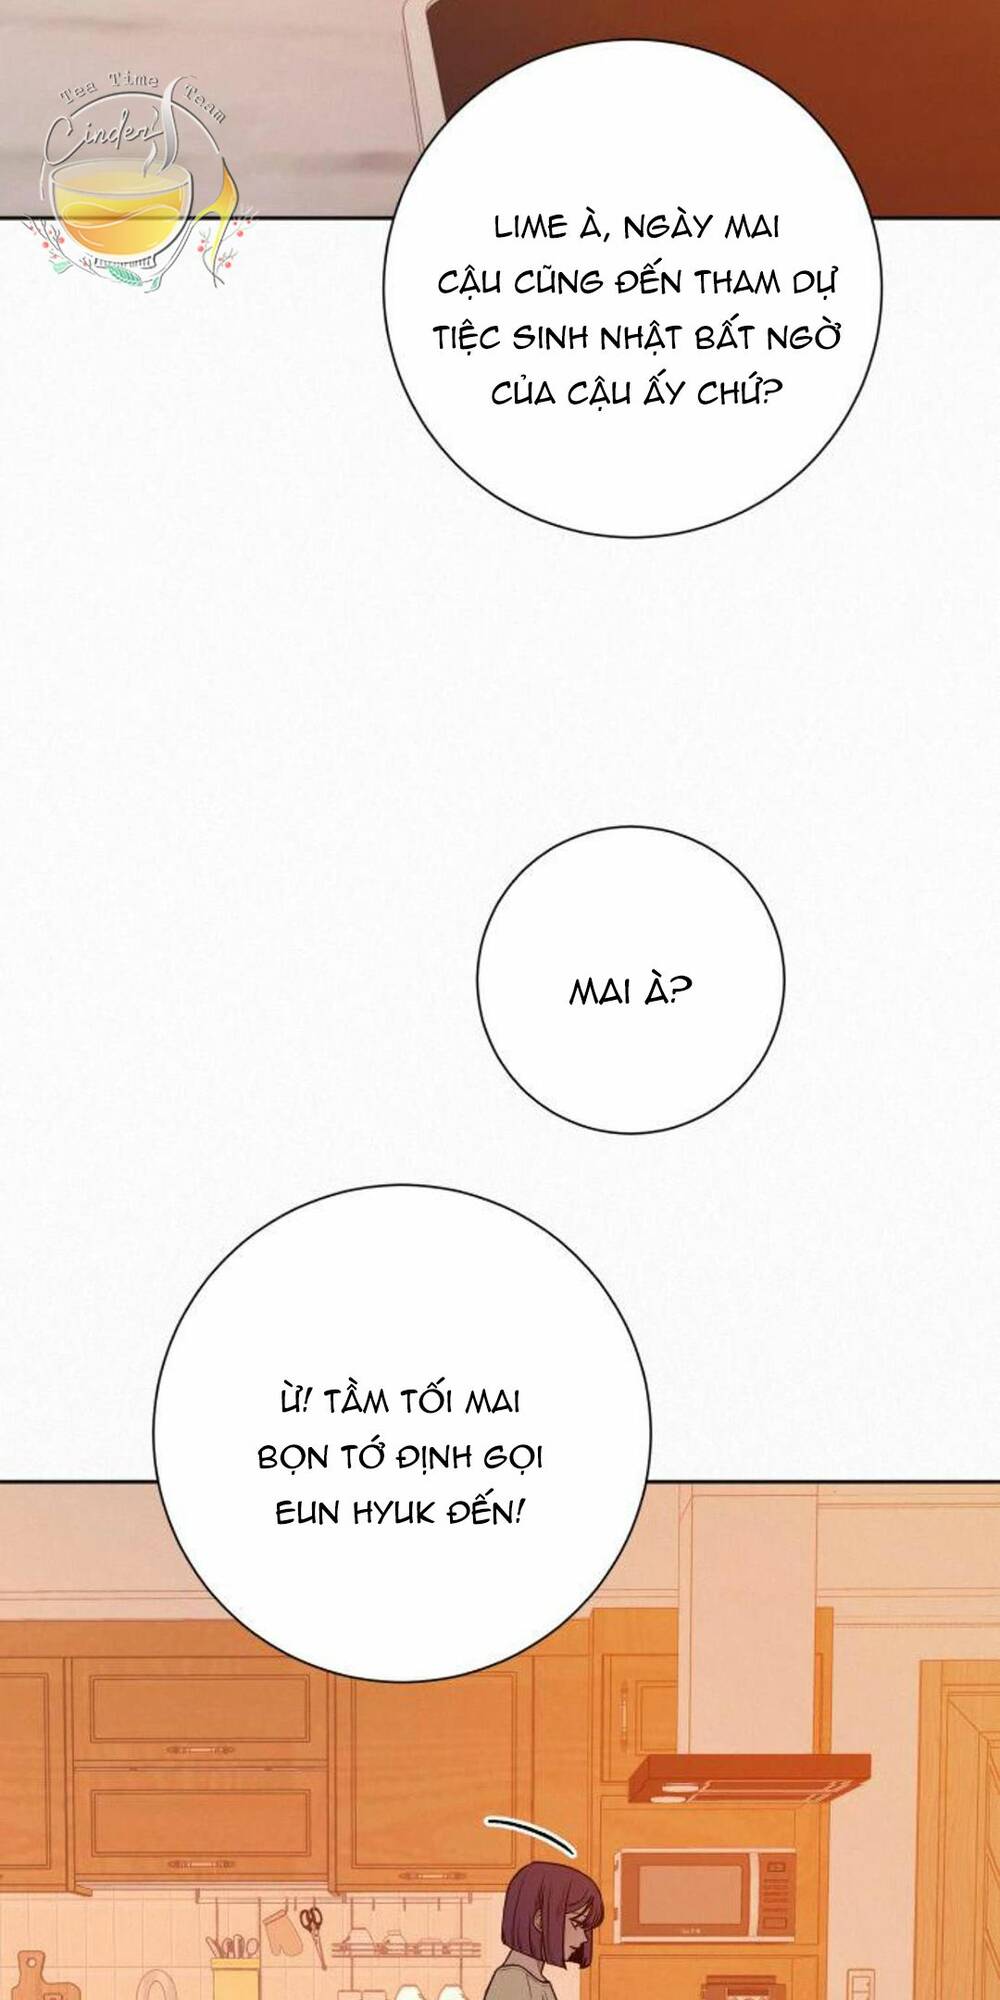 Tea Time Team
Cinder
LIME À, NGÀY MAI
CẬU CŨNG ĐẾN THAM DỰ
TIỆC SINH NHẬT BẤT NGỜ
CỦA CẬU ẤY CHỨ?
MAI À?
Ừ! TẦM TỐI MAI
BỌN TỚ ĐỊNH GỌI
EUN HYUK ĐẾN!